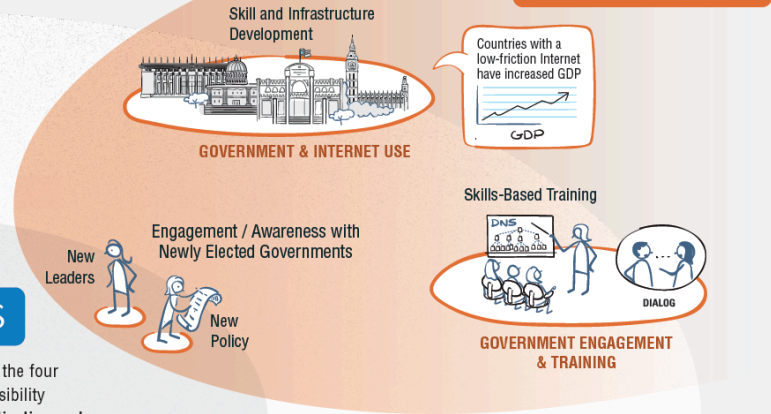 Skill and Infrastructure
Development
Countries with a
low-friction Internet
have increased GDP
GDP
GOVERNMENT & INTERNET USE
Skills-Based Training
DNS
Engagement / Awareness with
Newly Elected Governments
New
Leaders
New
Policy
DIALOG
GOVERNMENT ENGAGEMENT
& TRAINING
S
the four
sibility